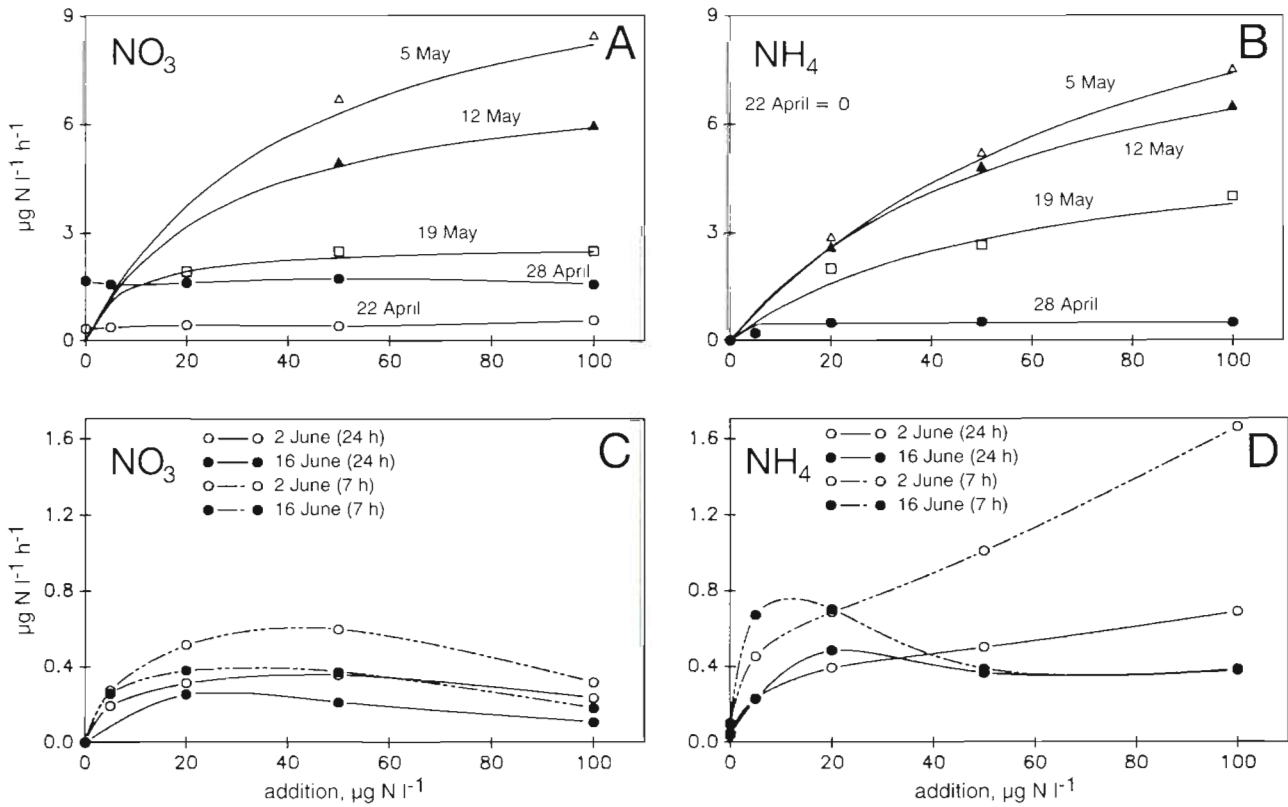 NO₃
A
µg N l⁻¹ h⁻¹
9
6
3
0
5 May
12 May
19 May
28 April
22 April
0 20 40 60 80 100
NH₄
B
22 April = 0
9
6
3
0
5 May
12 May
19 May
28 April
0 20 40 60 80 100
NO₃
C
µg N l⁻¹ h⁻¹
1.6
1.2
0.8
0.4
0.0
2 June (24 h)
16 June (24 h)
2 June (7 h)
16 June (7 h)
0 20 40 60 80 100
addition, µg N l⁻¹
NH₄
D
1.6
1.2
0.8
0.4
0.0
2 June (24 h)
16 June (24 h)
2 June (7 h)
16 June (7 h)
0 20 40 60 80 100
addition, µg N l⁻¹